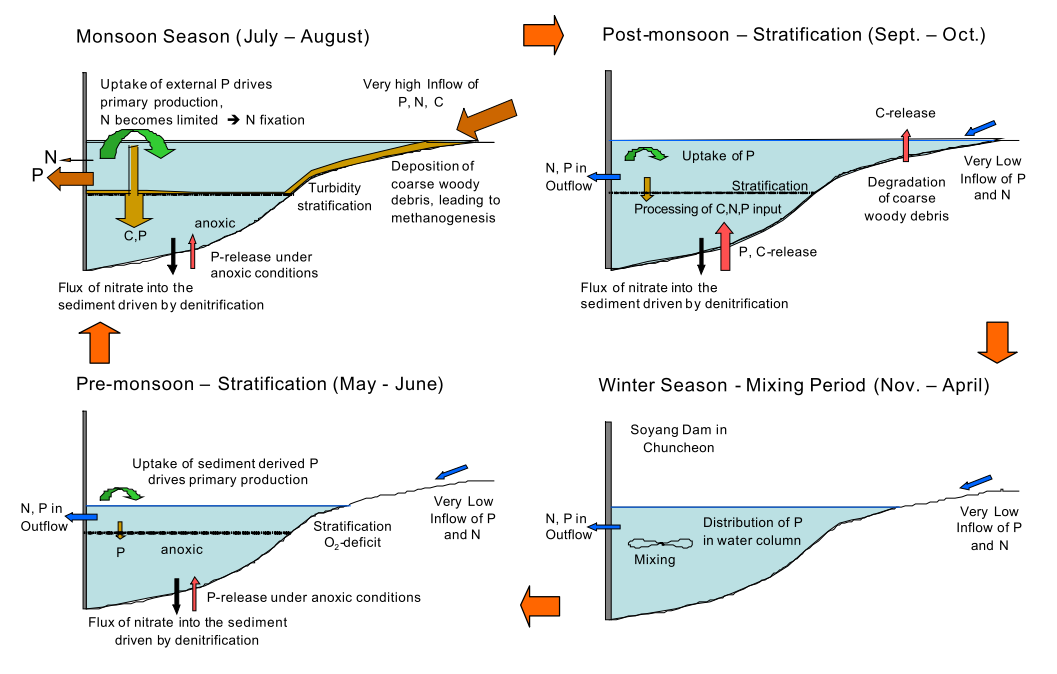 Monsoon Season (July – August)
Uptake of external P drives
primary production,
N becomes limited ➔ N fixation
Very high Inflow of
P, N, C
N
P
Turbidity
stratification
Deposition of
coarse woody
debris, leading to
methanogenesis
C,P
anoxic
P-release under
anoxic conditions
Flux of nitrate into the
sediment driven by denitrification
Post-monsoon – Stratification (Sept. – Oct.)
C-release
N, P in
Outflow
Uptake of P
Very Low
Inflow of P
and N
Stratification
Degradation
of coarse
woody debris
Processing of C,N,P input
P, C-release
Flux of nitrate into the
sediment driven by denitrification
Pre-monsoon – Stratification (May - June)
Uptake of sediment derived P
drives primary production
N, P in
Outflow
Very Low
Inflow of P
and N
Stratification
O₂-deficit
P
anoxic
P-release under anoxic conditions
Flux of nitrate into the sediment
driven by denitrification
Winter Season - Mixing Period (Nov. – April)
Soyang Dam in
Chuncheon
N, P in
Outflow
Distribution of P
in water column
Mixing
Very Low
Inflow of P
and N